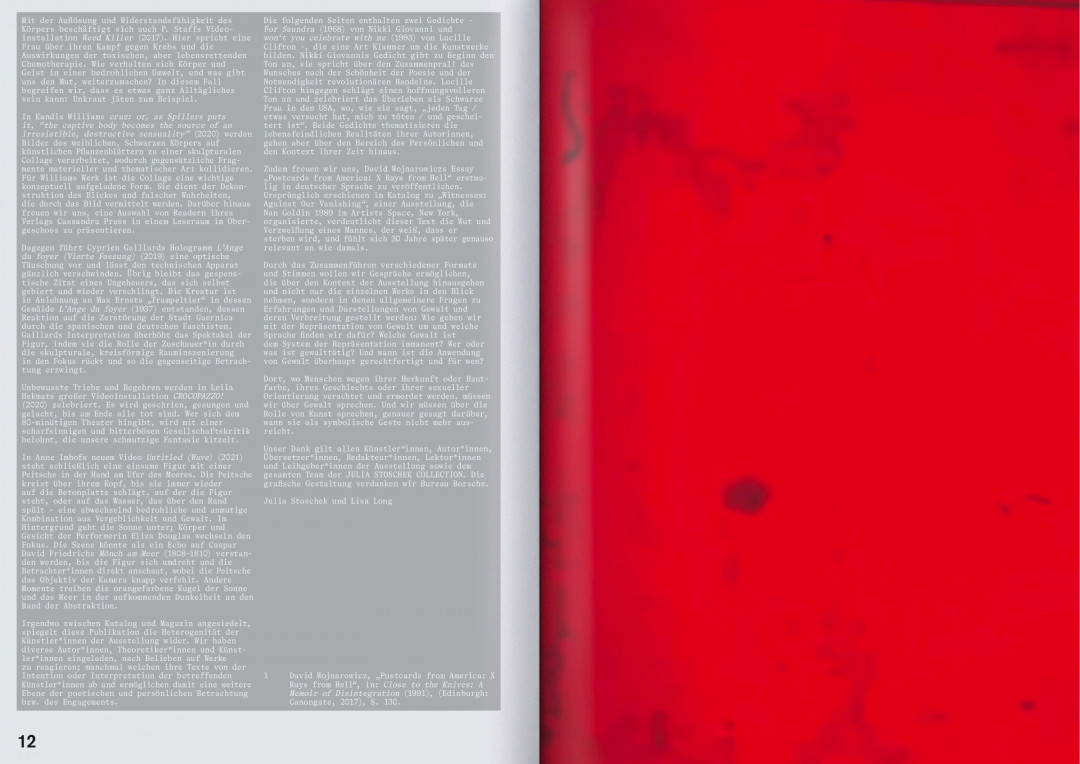 Mit der Auflösung und Widerstandsfähigkeit des
Körpers beschäftigt sich auch P. Staffs Video-
installation Weed Killer (2017). Hier spricht eine
Frau über ihren Kampf gegen Krebs und die
Auswirkungen der toxischen, aber lebensrettenden
Chemotherapie. Wie verhalten sich Körper und
Geist in einer bedrohlichen Umwelt, und was gibt
uns den Mut, weiterzumachen? In diesem Fall
begreifen wir, dass es etwas ganz Alltägliches
sein kann: Unkraut jäten zum Beispiel.
In Kandis Williams cruz: or, as Spillers puts
it, "the captive body becomes the source of an
irresistible, destructive sensuality" (2020) werden
Bilder des weiblichen, Schwarzen Körpers auf
künstlichen Pflanzenblättern zu einer skulpturalen
Collage verarbeitet, wodurch gegensätzliche Frag-
mente materieller und thematischer Art kollidieren.
Für Williams Werk ist die Collage eine wichtige
konzeptuell aufgeladene Form. Sie dient der Dekon-
struktion des Blickes und falscher Wahrheiten,
die durch das Bild vermittelt werden. Darüber hinaus
freuen wir uns, eine Auswahl von Readern ihres
Verlags Cassandra Press in einem Leseraum im Ober-
geschoss zu präsentieren.
Dagegen führt Cyprien Gaillards Hologramm L'Ange
du foyer (Vierte Fassung) (2019) eine optische
Täuschung vor und lässt den technischen Apparat
gänzlich verschwinden. Übrig bleibt das gespens-
tische Zitat eines Ungeheuers, das sich selbst
gebiert und wieder verschlingt. Die Kreatur ist
in Anlehnung an Max Ernsts „Trampeltier“ in dessen
Gemälde L'Ange du foyer (1937) entstanden, dessen
Reaktion auf die Zerstörung der Stadt Guernica
durch die spanischen und deutschen Faschisten.
Gaillards Interpretation überhöht das Spektakel der
Figur, indem sie die Rolle der Zuschauer*in durch
die skulpturale, kreisförmige Rauminszenierung
in den Fokus rückt und so die gegenseitige Betrach-
tung erzwingt.
Unbewusste Triebe und Begehren werden in Leila
Hekmats großer Videoinstallation CROCOPAZZO!
(2020) zelebriert. Es wird geschrien, gesungen und
gelacht, bis am Ende alle tot sind. Wer sich dem
80-minütigen Theater hingibt, wird mit einer
scharfsinnigen und bitterbösen Gesellschaftskritik
belohnt, die unsere schmutzige Fantasie kitzelt.
In Anne Imhofs neuem Video Untitled (Wave) (2021)
steht schließlich eine einsame Figur mit einer
Peitsche in der Hand am Ufer des Meeres. Die Peitsche
kreist über ihrem Kopf, bis sie immer wieder
auf die Betonplatte schlägt, auf der die Figur
steht, oder auf das Wasser, das über den Rand
spült – eine abwechselnd bedrohliche und anmutige
Kombination aus Vergeblichkeit und Gewalt. Im
Hintergrund geht die Sonne unter; Körper und
Gesicht der Performerin Eliza Douglas wechseln den
Fokus. Die Szene könnte als ein Echo auf Caspar
David Friedrichs Mönch am Meer (1808–1810) verstan-
den werden, bis die Figur sich umdreht und die
Betrachter*innen direkt anschaut, wobei die Peitsche
das Objektiv der Kamera knapp verfehlt. Andere
Momente treiben die orangefarbene Kugel der Sonne
und das Meer in der aufkommenden Dunkelheit an den
Rand der Abstraktion.
Irgendwo zwischen Katalog und Magazin angesiedelt,
spiegelt diese Publikation die Heterogenität der
Künstler*innen der Ausstellung wider. Wir haben
diverse Autor*innen, Theoretiker*innen und Künst-
ler*innen eingeladen, nach Belieben auf Werke
zu reagieren; manchmal weichen ihre Texte von der
Intention oder Interpretation der betreffenden
Künstler*innen ab und ermöglichen damit eine weitere
Ebene der poetischen und persönlichen Betrachtung
bzw. des Engagements.
Die folgenden Seiten enthalten zwei Gedichte –
For Saundra (1968) von Nikki Giovanni und
won't you celebrate with me (1993) von Lucille
Clifton –, die eine Art Klammer um die Kunstwerke
bilden. Nikki Giovannis Gedicht gibt zu Beginn den
Ton an, sie spricht über den Zusammenprall des
Wunsches nach der Schönheit der Poesie und der
Notwendigkeit revolutionären Handelns. Lucille
Clifton hingegen schlägt einen hoffnungsvolleren
Ton an und zelebriert das Überleben als Schwarze
Frau in den USA, wo, wie sie sagt, „jeden Tag /
etwas versucht hat, mich zu töten / und geschei-
tert ist“. Beide Gedichte thematisieren die
lebensfeindlichen Realitäten ihrer Autorinnen,
gehen aber über den Bereich des Persönlichen und
den Kontext ihrer Zeit hinaus.
Zudem freuen wir uns, David Wojnarowiczs Essay
„Postcards from America: X Rays from Hell“ erstma-
lig in deutscher Sprache zu veröffentlichen.
Ursprünglich erschienen im Katalog zu „Witnesses:
Against Our Vanishing“, einer Ausstellung, die
Nan Goldin 1989 im Artists Space, New York,
organisierte, verdeutlicht dieser Text die Wut und
Verzweiflung eines Mannes, der weiß, dass er
sterben wird, und fühlt sich 30 Jahre später genauso
relevant an wie damals.
Durch das Zusammenführen verschiedener Formate
und Stimmen wollen wir Gespräche ermöglichen,
die über den Kontext der Ausstellung hinausgehen
und nicht nur die einzelnen Werke in den Blick
nehmen, sondern in denen allgemeinere Fragen zu
Erfahrungen und Darstellungen von Gewalt und
deren Verbreitung gestellt werden: Wie gehen wir
mit der Repräsentation von Gewalt um und welche
Sprache finden wir dafür? Welche Gewalt ist
dem System der Repräsentation immanent? Wer oder
was ist gewalttätig? Und wann ist die Anwendung
von Gewalt überhaupt gerechtfertigt und für wen?
Dort, wo Menschen wegen ihrer Herkunft oder Haut-
farbe, ihres Geschlechts oder ihrer sexueller
Orientierung verachtet und ermordet werden, müssen
wir über Gewalt sprechen. Und wir müssen über die
Rolle von Kunst sprechen, genauer gesagt darüber,
wann sie als symbolische Geste nicht mehr aus-
reicht.
Unser Dank gilt allen Künstler*innen, Autor*innen,
Übersetzer*innen, Redakteur*innen, Lektor*innen
und Leihgeber*innen der Ausstellung sowie dem
gesamten Team der JULIA STOSCHEK COLLECTION. Die
grafische Gestaltung verdanken wir Bureau Borsche.
Julia Stoschek und Lisa Long
1 David Wojnarowicz, „Postcards from America: X
Rays from Hell“, in: Close to the Knives: A
Memoir of Disintegration (1991), (Edinburgh:
Canongate, 2017), S. 130.
12